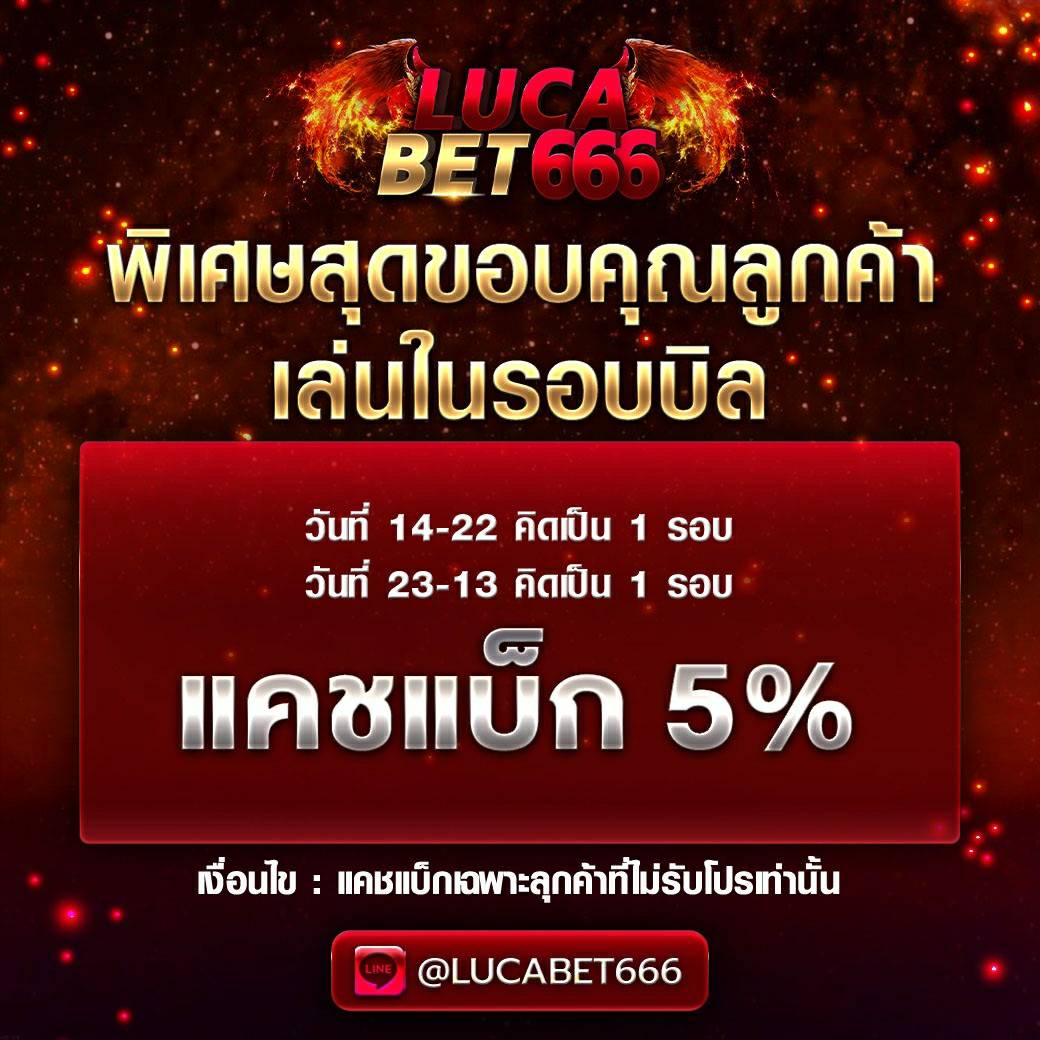 LUCA
BET666
พิเศษสุดขอบคุณลูกค้า
เล่นในรอบบิล
วันที่ 14-22 คิดเป็น 1 รอบ
วันที่ 23-13 คิดเป็น 1 รอบ
แคชแบ็ก 5%
เงื่อนไข : แคชแบ็กเฉพาะลุกค้าที่ไม่รับโปรเท่านั้น
LINE @LUCABET666